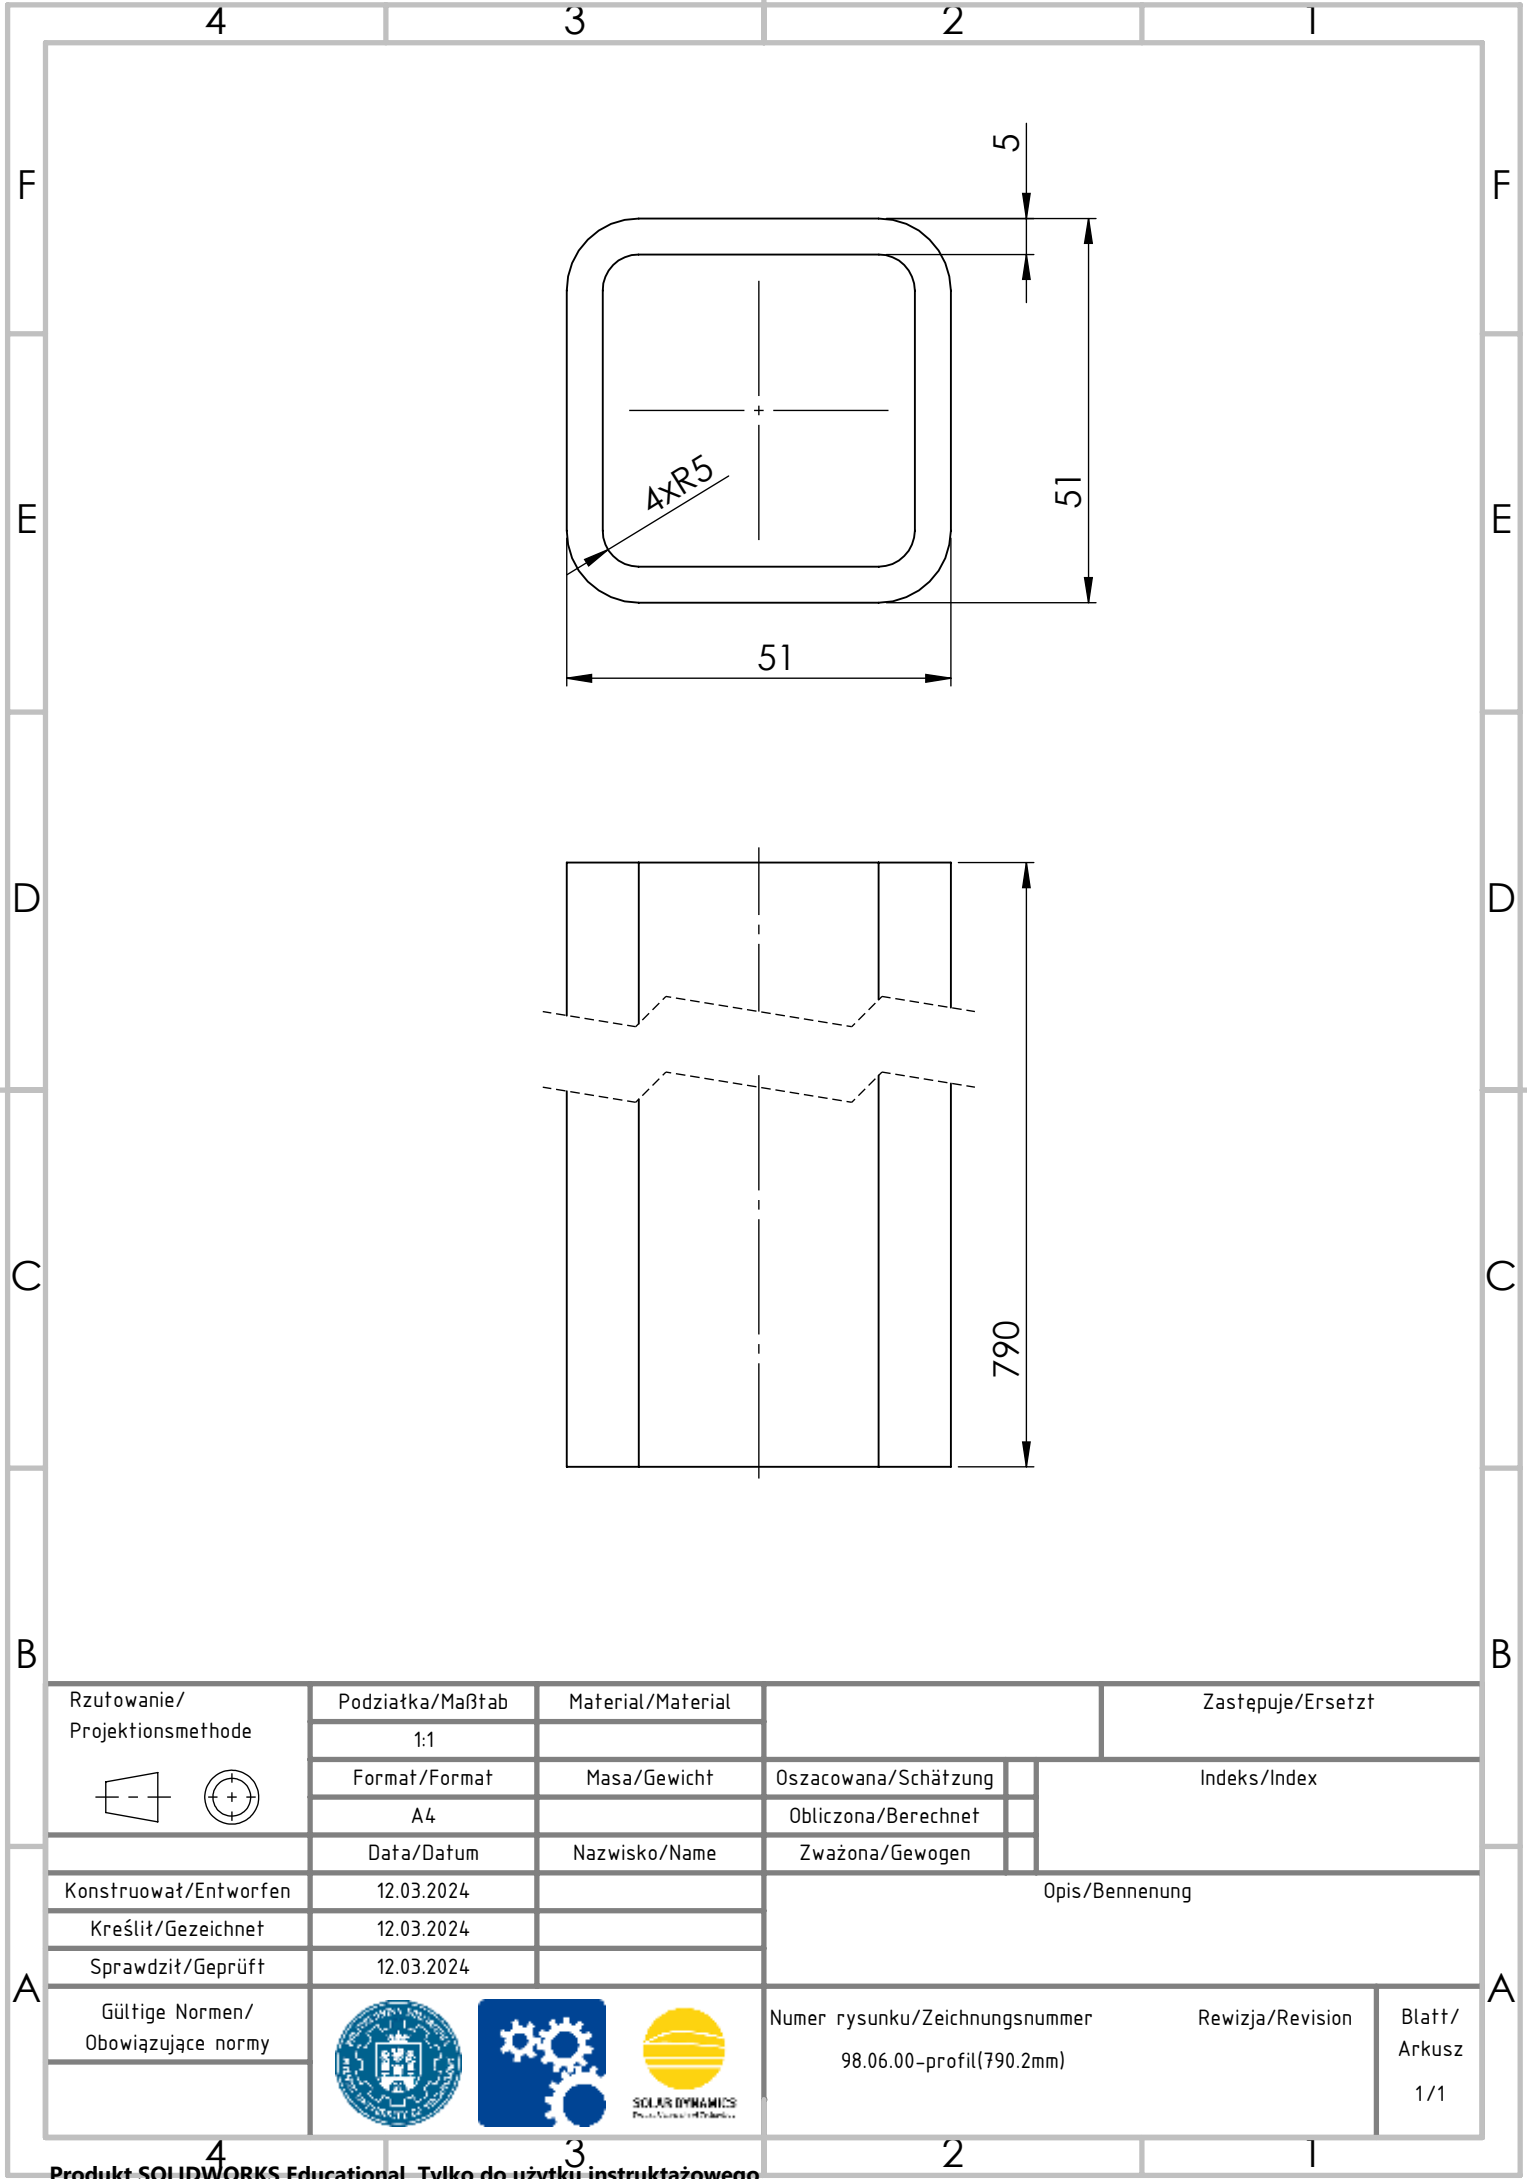 4 3 2 1
F F
5
4xR5
51
E E
51
D D
790
C C
B B
Rzutowanie/
Projektionsmethode
Podziałka/Maßtab
Material/Material
Zastępuje/Ersetzt
1:1
Format/Format
Masa/Gewicht
Oszacowana/Schätzung
Indeks/Index
A4
Obliczona/Berechnet
Data/Datum
Nazwisko/Name
Zważona/Gewogen
Konstruował/Entworfen
12.03.2024
Opis/Bennenung
Kreślił/Gezeichnet
12.03.2024
Sprawdził/Geprüft
12.03.2024
A A
Gültige Normen/
Obowiązujące normy
SOLAR DYNAMICS
Numer rysunku/Zeichnungsnummer
98.06.00-profil(790.2mm)
Rewizja/Revision
Blatt/
Arkusz
1/1
4 3 2 1
Produkt SOLIDWORKS Educational. Tylko do użytku instruktażowego.